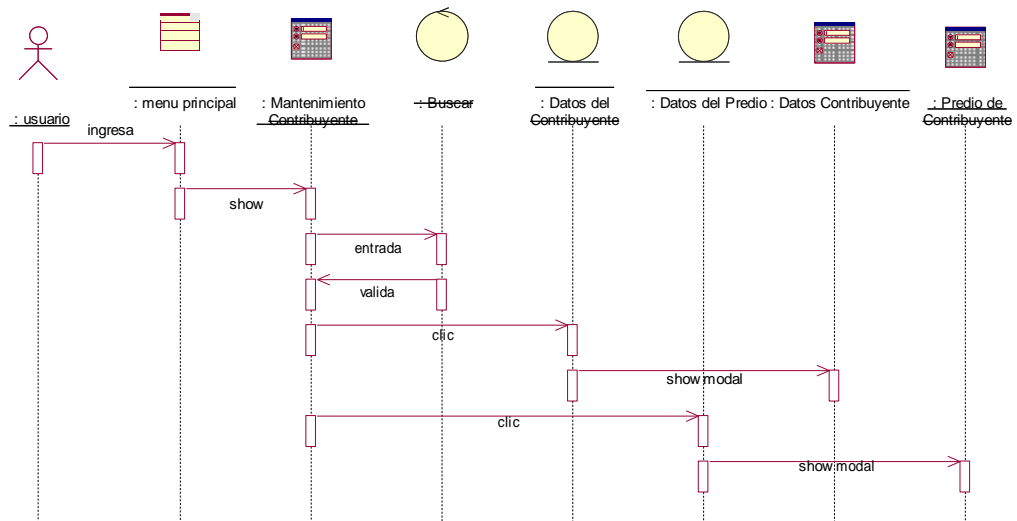 : usuario
: menu principal
: Mantenimiento
Contribuyente
: Buscar
: Datos del
Contribuyente
: Datos del Predio
: Datos Contribuyente
: Predio de
Contribuyente
ingresa
show
entrada
valida
clic
show modal
clic
show modal